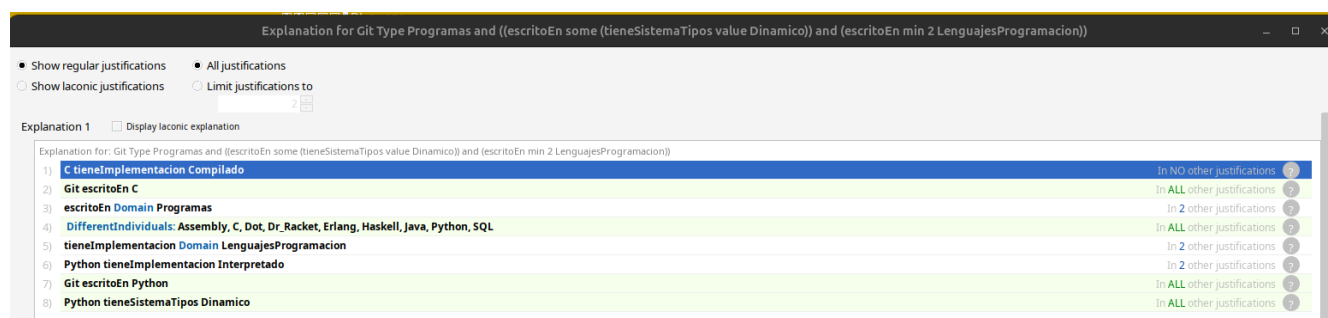 Explanation for Git Type Programas and ((escritoEn some (tieneSistemaTipos value Dinamico)) and (escritoEn min 2 LenguajesProgramacion))
Show regular justifications All justifications
Show laconic justifications Limit justifications to
2
Explanation 1 Display laconic explanation
Explanation for: Git Type Programas and ((escritoEn some (tieneSistemaTipos value Dinamico)) and (escritoEn min 2 LenguajesProgramacion))
1) C tieneImplementacion Compilado In NO other justifications ?
2) Git escritoEn C In ALL other justifications ?
3) escritoEn Domain Programas In 2 other justifications ?
4) DifferentIndividuals: Assembly, C, Dot, Dr_Racket, Erlang, Haskell, Java, Python, SQL In ALL other justifications ?
5) tieneImplementacion Domain LenguajesProgramacion In 2 other justifications ?
6) Python tieneImplementacion Interpretado In 2 other justifications ?
7) Git escritoEn Python In ALL other justifications ?
8) Python tieneSistemaTipos Dinamico In ALL other justifications ?